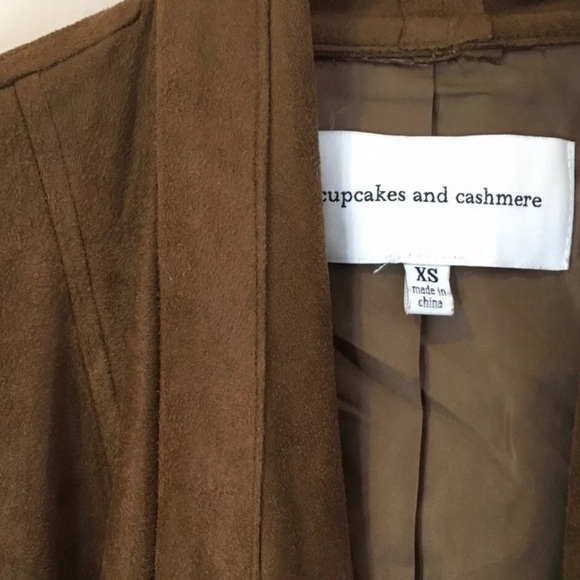 cupcakes and cashmere
XS
made in
china